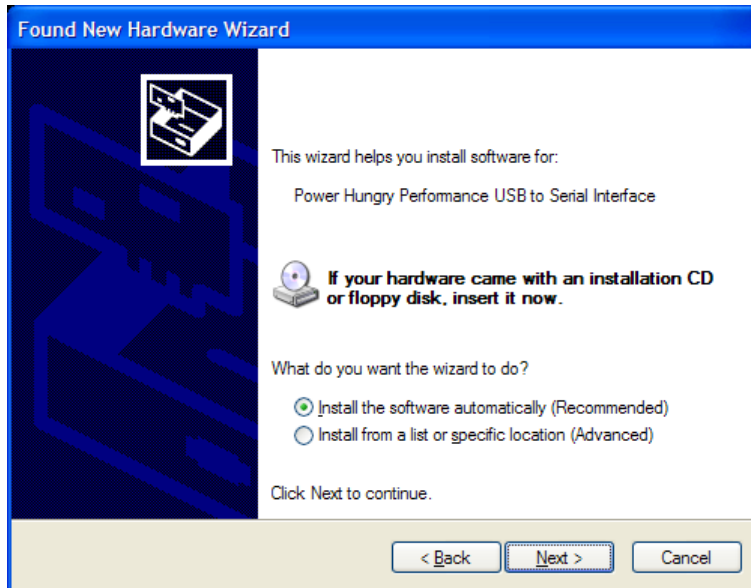 Found New Hardware Wizard
This wizard helps you install software for:
Power Hungry Performance USB to Serial Interface
If your hardware came with an installation CD
or floppy disk, insert it now.
What do you want the wizard to do?
Install the software automatically (Recommended)
Install from a list or specific location (Advanced)
Click Next to continue.
< Back Next > Cancel